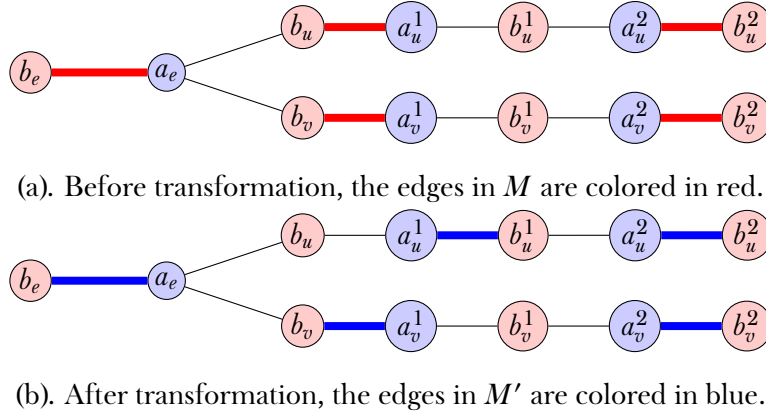 b_u a_u^1 b_u^1 a_u^2 b_u^2
b_e a_e
b_v a_v^1 b_v^1 a_v^2 b_v^2
(a). Before transformation, the edges in M are colored in red.
b_u a_u^1 b_u^1 a_u^2 b_u^2
b_e a_e
b_v a_v^1 b_v^1 a_v^2 b_v^2
(b). After transformation, the edges in M′ are colored in blue.